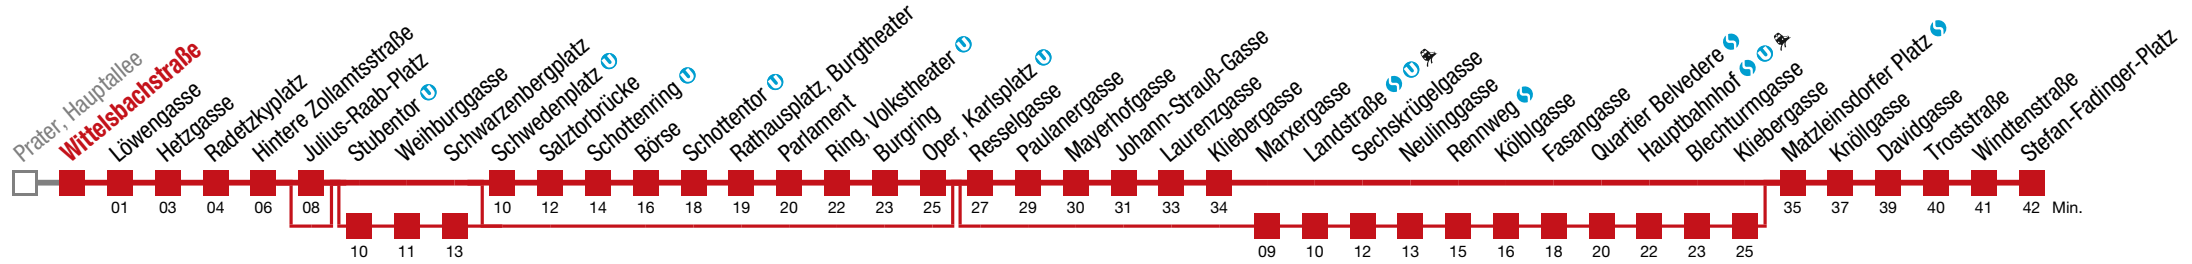 Prater, Hauptallee
Wittelsbachstraße
Löwengasse
Hetzgasse
Radetzkyplatz
Hintere Zollamtsstraße
Julius-Raab-Platz
Stubentor U
Weihburggasse
Schwarzenbergplatz
Schwedenplatz U
Salztorbrücke
Schottenring U
Börse
Schottentor U
Rathausplatz, Burgtheater
Parlament
Ring, Volkstheater U
Burgring
Oper, Karlsplatz U
Resselgasse
Paulanergasse
Mayerhofgasse
Johann-Strauß-Gasse
Laurenzgasse
Kliebergasse
Marxergasse
Landstraße S U
Sechskrügelgasse
Neulinggasse
Rennweg S
Kölblgasse
Fasangasse
Quartier Belvedere S
Hauptbahnhof S U
Blechturmgasse
Kliebergasse
Matzleinsdorfer Platz S
Knöllgasse
Davidgasse
Troststraße
Windtenstraße
Stefan-Fadinger-Platz
01 03 04 06 08 10 12 14 16 18 19 20 22 23 25 27 29 30 31 33 34 35 37 39 40 41 42 Min.
10 11 13 09 10 12 13 15 16 18 20 22 23 25